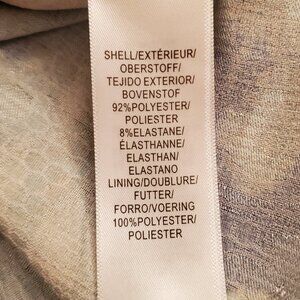 SHELL/EXTÉRIEUR/
OBERSTOFF/
TEJIDO EXTERIOR/
BOVENSTOF
92%POLYESTER/
POLIESTER
8%ELASTANE/
ÉLASTHANNE/
ELASTHAN/
ELASTANO
LINING/DOUBLURE/
FUTTER/
FORRO/VOERING
100%POLYESTER/
POLIESTER